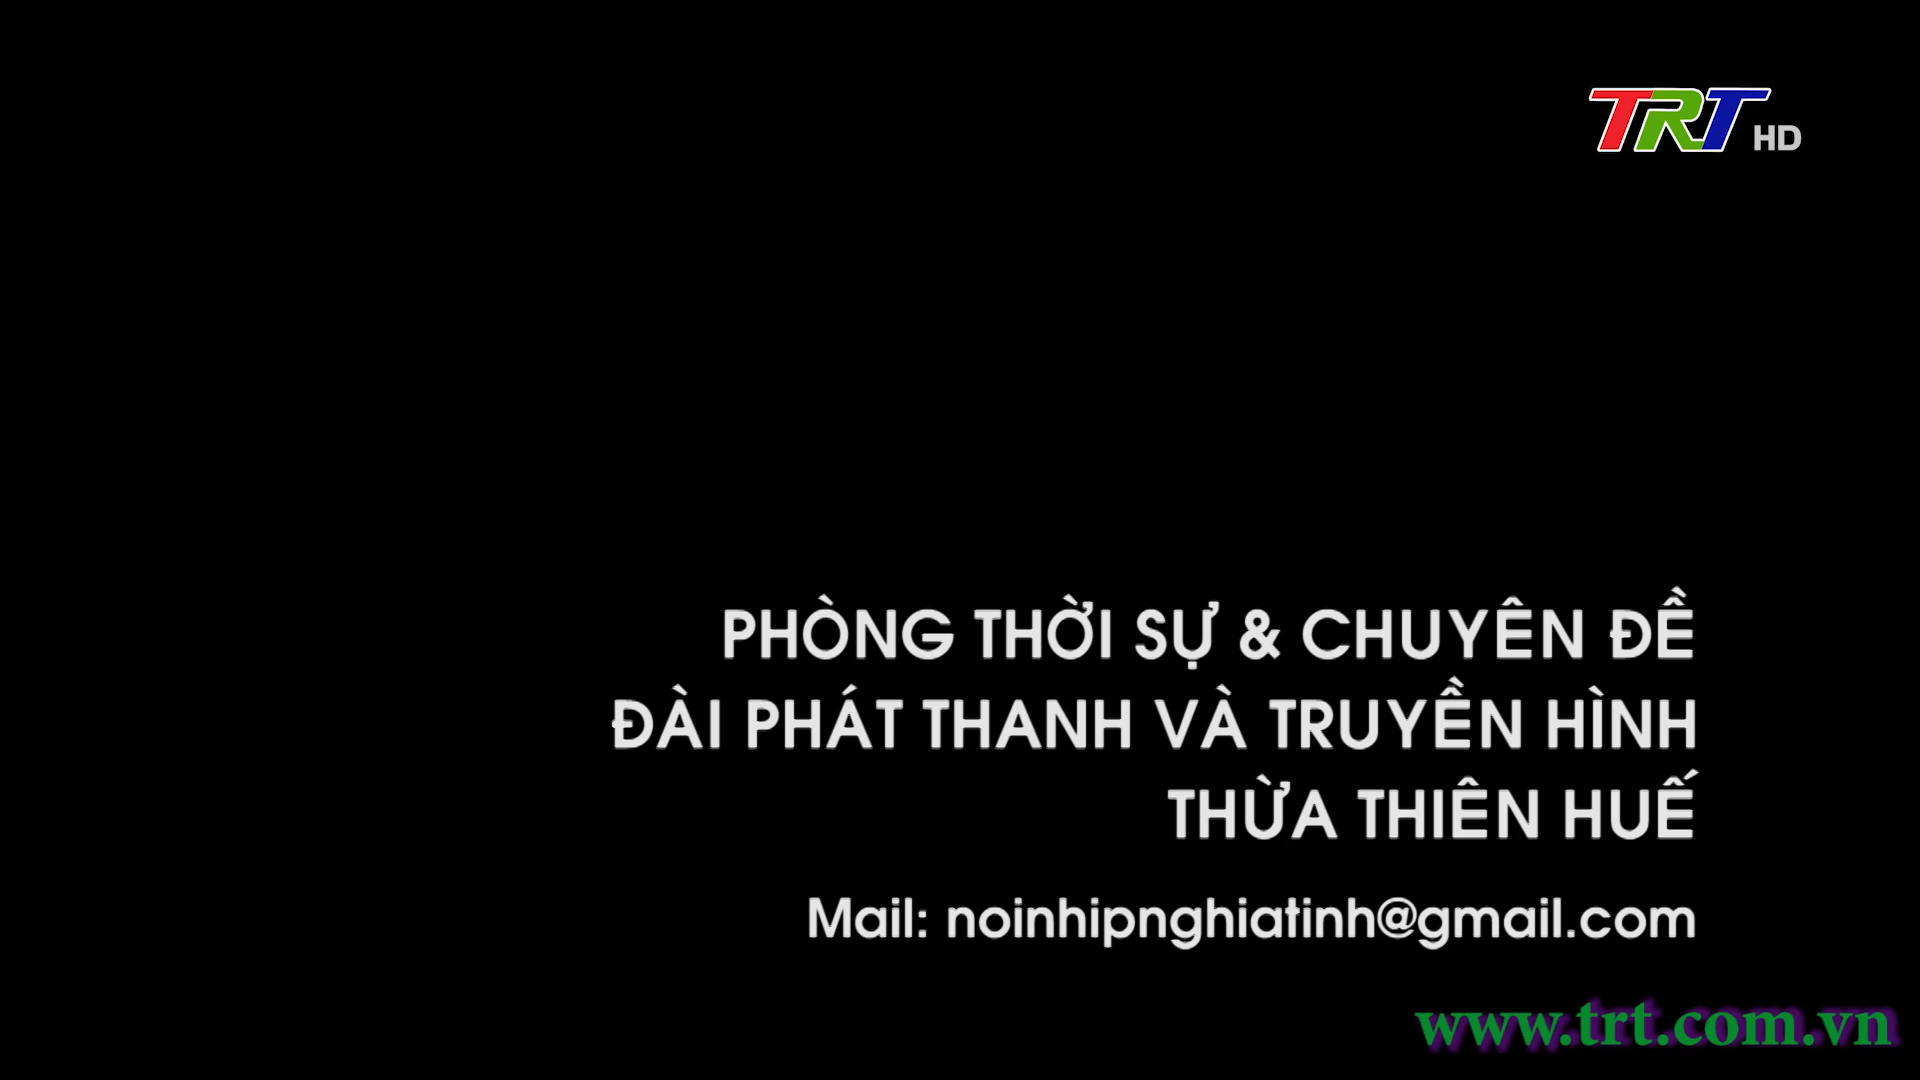 TRT HD
PHÒNG THỜI SỰ & CHUYÊN ĐỀ
ĐÀI PHÁT THANH VÀ TRUYỀN HÌNH
THỪA THIÊN HUẾ
Mail: noinhipnghiatinh@gmail.com
www.trt.com.vn